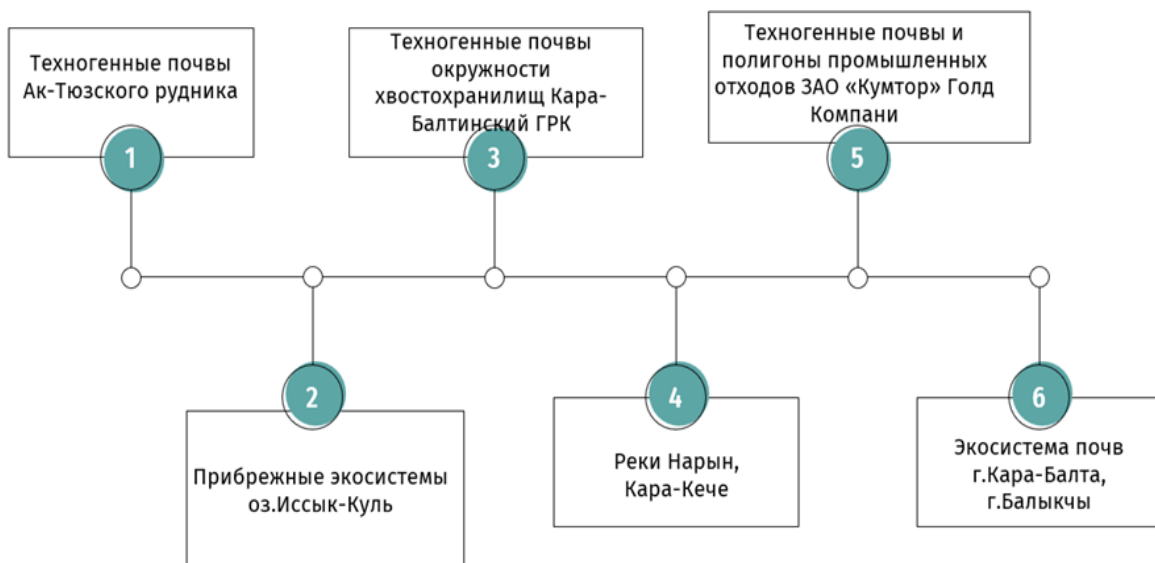 Техногенные почвы
Ак-Тюзского рудника
1
Прибрежные экосистемы
оз.Иссык-Куль
2
Техногенные почвы
окружности
хвостохранилищ Кара-
Балтинский ГРК
3
Реки Нарын,
Кара-Кече
4
Техногенные почвы и
полигоны промышленных
отходов ЗАО «Кумтор» Голд
Компани
5
Экосистема почв
г.Кара-Балта,
г.Балыкчы
6